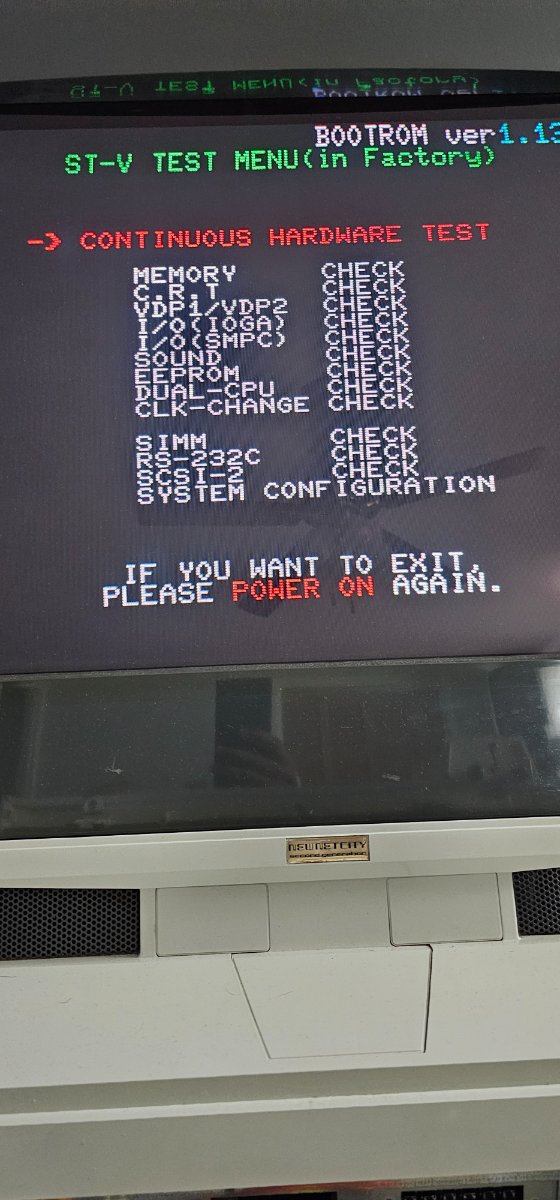 BOOTROM ver1.13
ST-V TEST MENU(in Factory)
-> CONTINUOUS HARDWARE TEST
MEMORY CHECK
C.R.T CHECK
VDP1/VDP2 CHECK
I/O(IOGA) CHECK
I/O(SMPC) CHECK
SOUND CHECK
EEPROM CHECK
DUAL-CPU CHECK
CLK-CHANGE CHECK
SIMM CHECK
RS-232C CHECK
SCSI-2 CHECK
SYSTEM CONFIGURATION
IF YOU WANT TO EXIT,
PLEASE POWER ON AGAIN.
NEWNETCITY
second generation